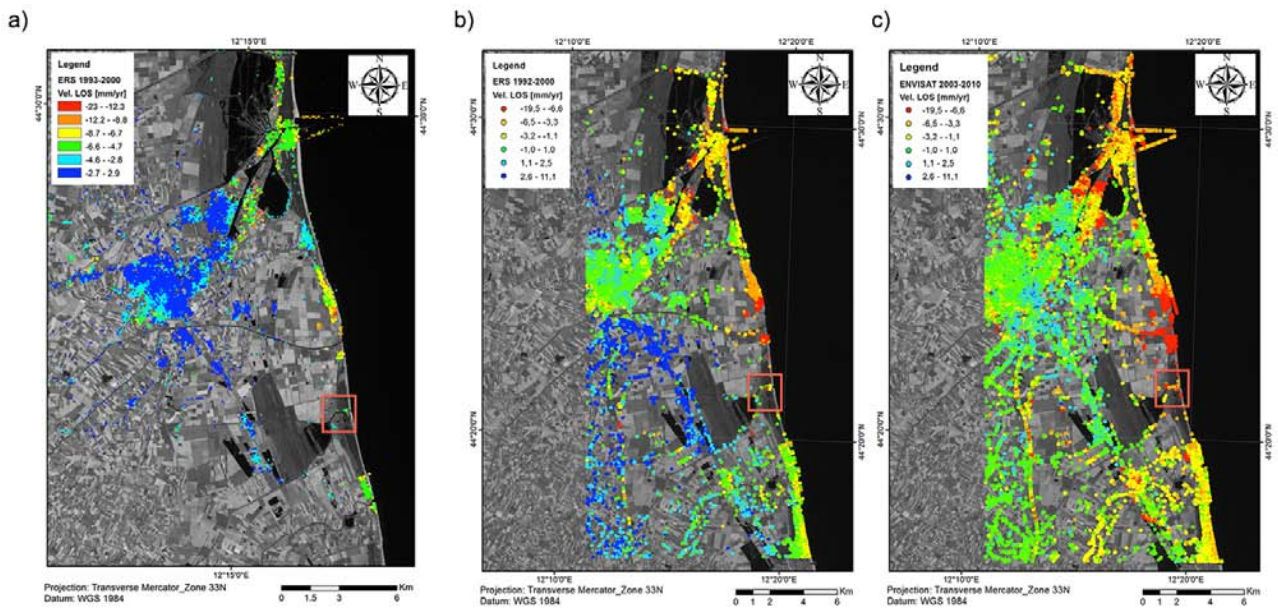 a)
12°15'0"E
Legend
ERS 1993-2000
Vel. LOS [mm/yr]
-23 - -12.3
-12.2 - -8.8
-8.7 - -6.7
-6.6 - -4.7
-4.6 - -2.8
-2.7 - 2.9
N
W E
S
44°30'0"N
44°30'0"N
44°20'0"N
12°15'0"E
Projection: Transverse Mercator_Zone 33N
Datum: WGS 1984
Km
0 1.5 3 6
b)
12°10'0"E 12°20'0"E
Legend
ERS 1992-2000
Vel. LOS [mm/yr]
-19,5 - -6,6
-6,5 - -3,3
-3,2 - -1,1
-1,0 - 1,0
1,1 - 2,5
2,6 - 11,1
N
W E
S
44°30'0"N
44°20'0"N
12°10'0"E 12°20'0"E
Projection: Transverse Mercator_Zone 33N
Datum: WGS 1984
Km
0 1 2 4 6
c)
12°10'0"E 12°20'0"E
Legend
ENVISAT 2003-2010
Vel. LOS [mm/yr]
-19,5 - -6,6
-6,5 - -3,3
-3,2 - -1,1
-1,0 - 1,0
1,1 - 2,5
2,6 - 11,1
N
W E
S
44°30'0"N
44°20'0"N
12°10'0"E 12°20'0"E
Projection: Transverse Mercator_Zone 33N
Datum: WGS 1984
Km
0 1 2 4 6